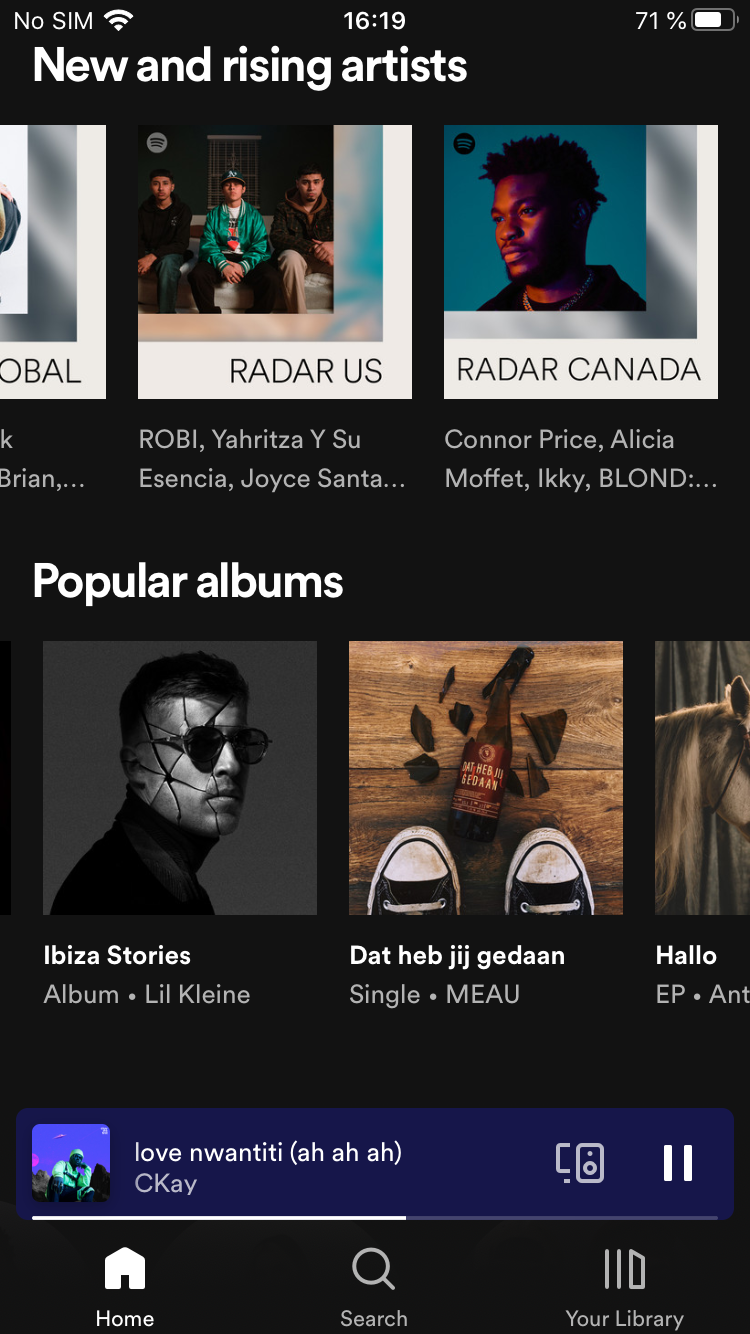 No SIM 16:19 71 %
New and rising artists
OBAL
RADAR US
RADAR CANADA
k
Brian,...
ROBI, Yahritza Y Su
Esencia, Joyce Santa...
Connor Price, Alicia
Moffet, Ikky, BLOND:...
Popular albums
DAT HEB JIJ
GEDAAN
Ibiza Stories
Album • Lil Kleine
Dat heb jij gedaan
Single • MEAU
Hallo
EP • Ant
love nwantiti (ah ah ah)
CKay
Home
Search
Your Library